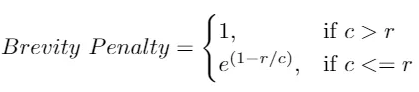 Brevity Penalty = { 1, if c > r
e^(1−r/c), if c <= r